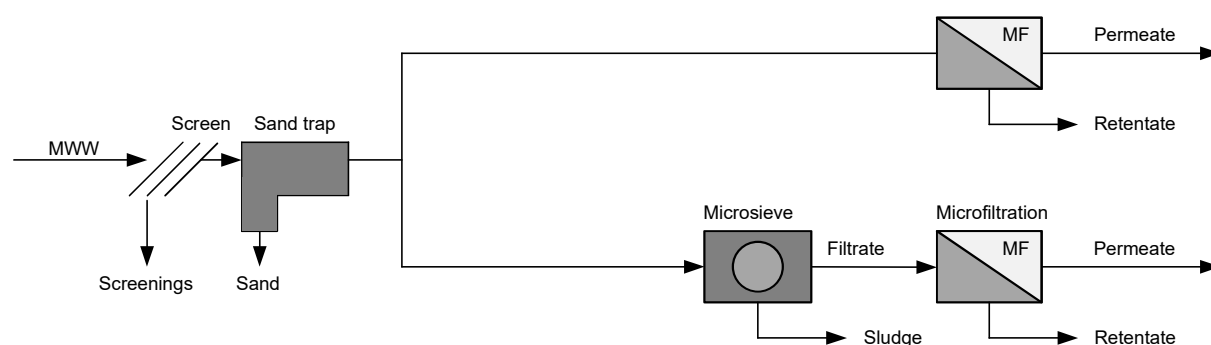 MF
Permeate
Retentate
Screen
Sand trap
MWW
Screenings
Sand
Microsieve
Microfiltration
Filtrate
MF
Permeate
Sludge
Retentate